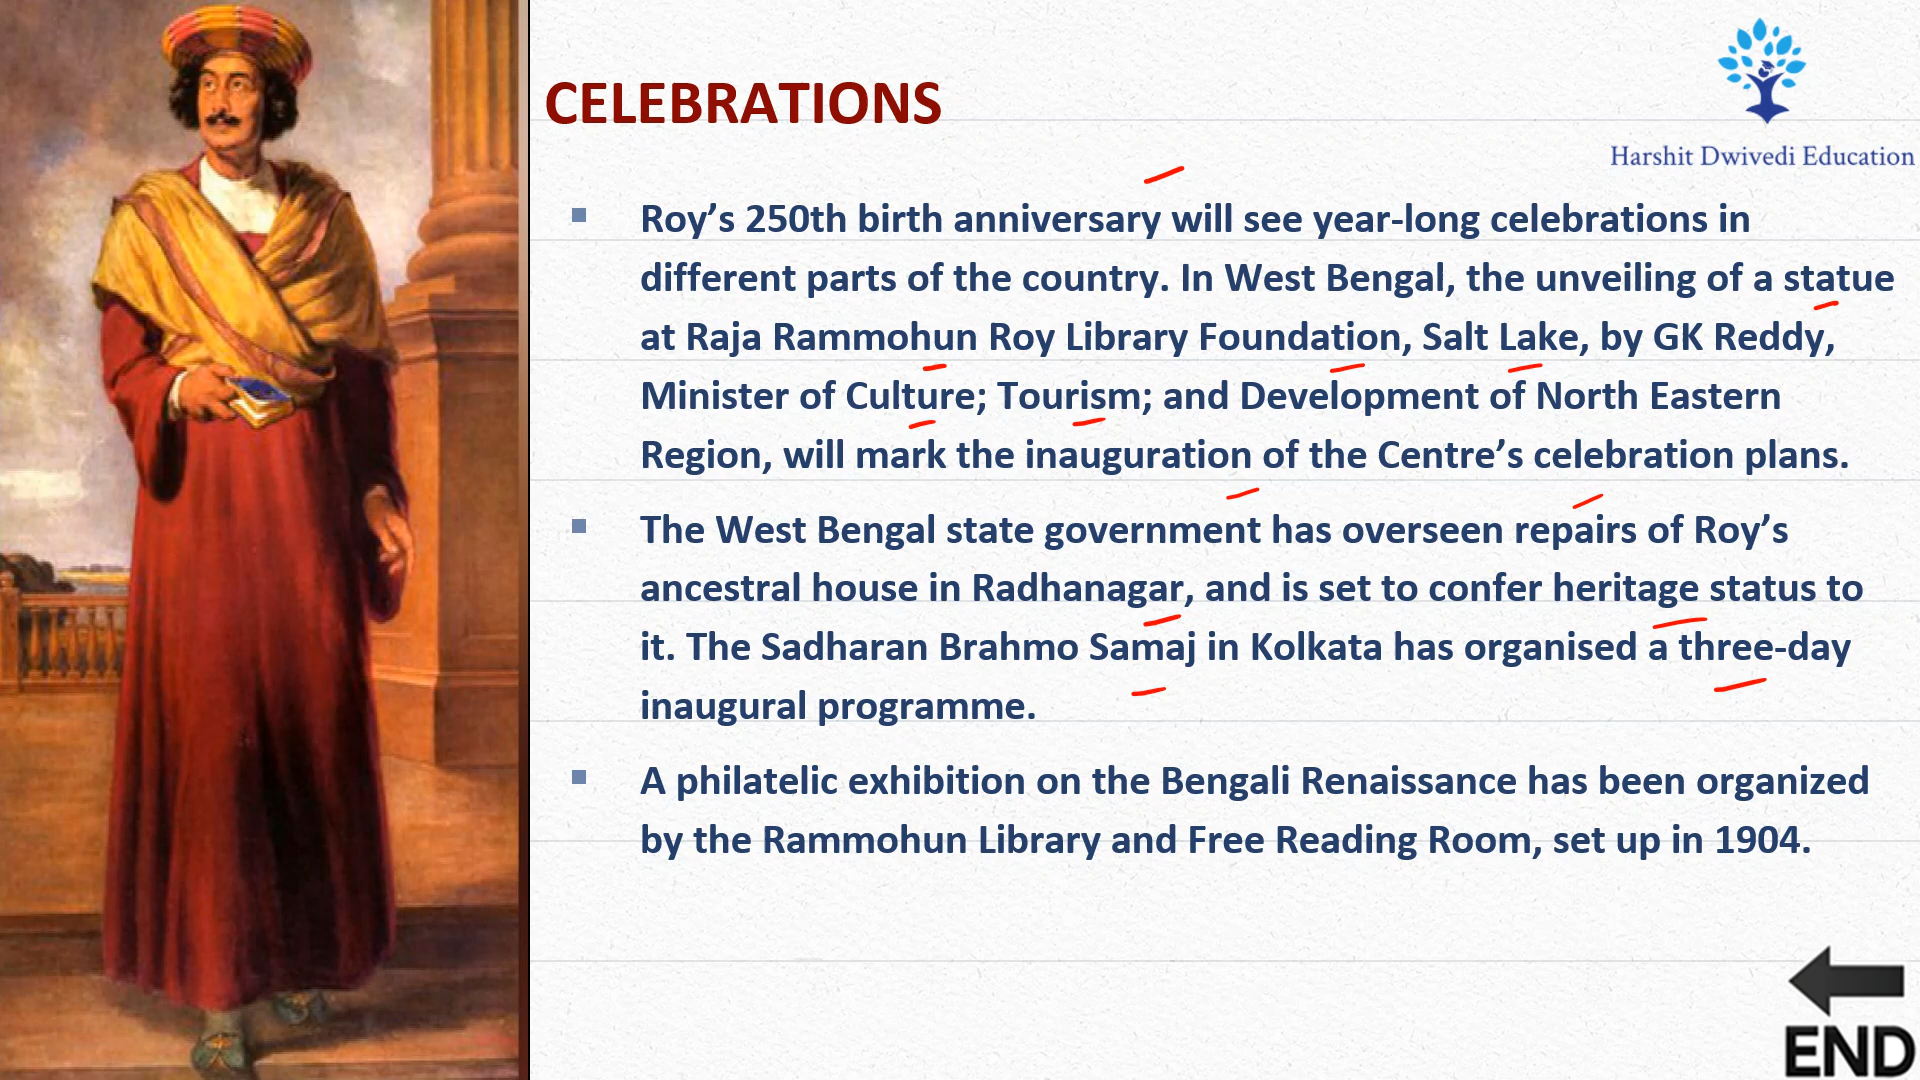 CELEBRATIONS
Harshit Dwivedi Education
▪ Roy’s 250th birth anniversary will see year-long celebrations in
different parts of the country. In West Bengal, the unveiling of a statue
at Raja Rammohun Roy Library Foundation, Salt Lake, by GK Reddy,
Minister of Culture; Tourism; and Development of North Eastern
Region, will mark the inauguration of the Centre’s celebration plans.
▪ The West Bengal state government has overseen repairs of Roy’s
ancestral house in Radhanagar, and is set to confer heritage status to
it. The Sadharan Brahmo Samaj in Kolkata has organised a three-day
inaugural programme.
▪ A philatelic exhibition on the Bengali Renaissance has been organized
by the Rammohun Library and Free Reading Room, set up in 1904.
END